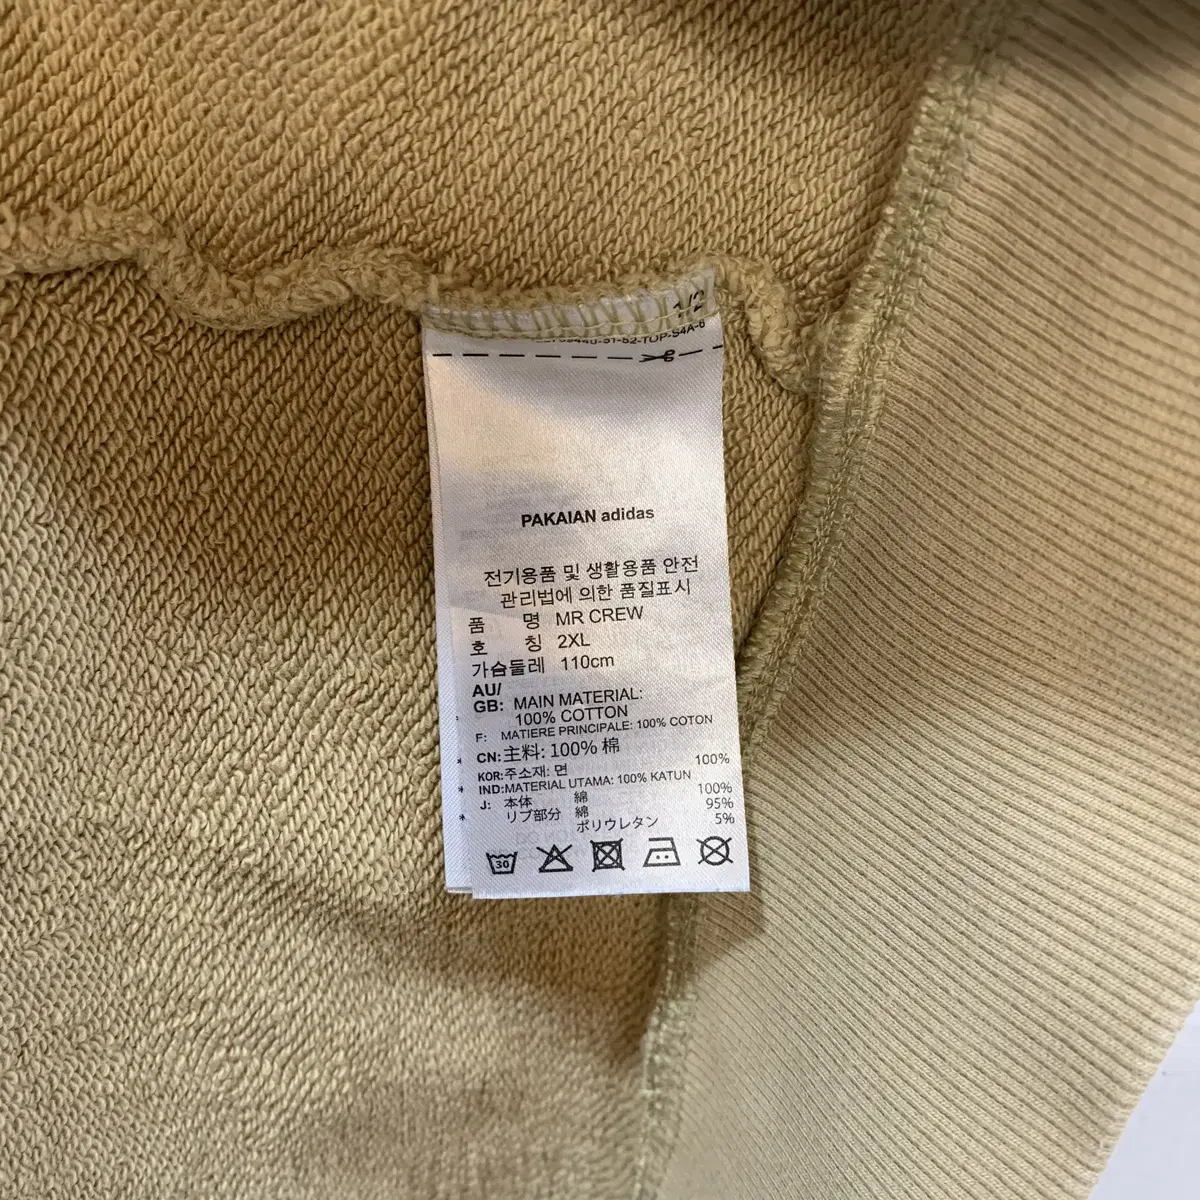 1/2
PAKAIAN adidas
전기용품 및 생활용품 안전
관리법에 의한 품질표시
품 명 MR CREW
호 칭 2XL
가슴둘레 110cm
AU/
GB: MAIN MATERIAL:
100% COTTON
F: MATIERE PRINCIPALE: 100% COTON
CN: 主料: 100% 棉
KOR: 주소재: 면 100%
IND: MATERIAL UTAMA: 100% KATUN
J: 本体 綿 100%
リブ部分 綿 95%
ポリウレタン 5%
30